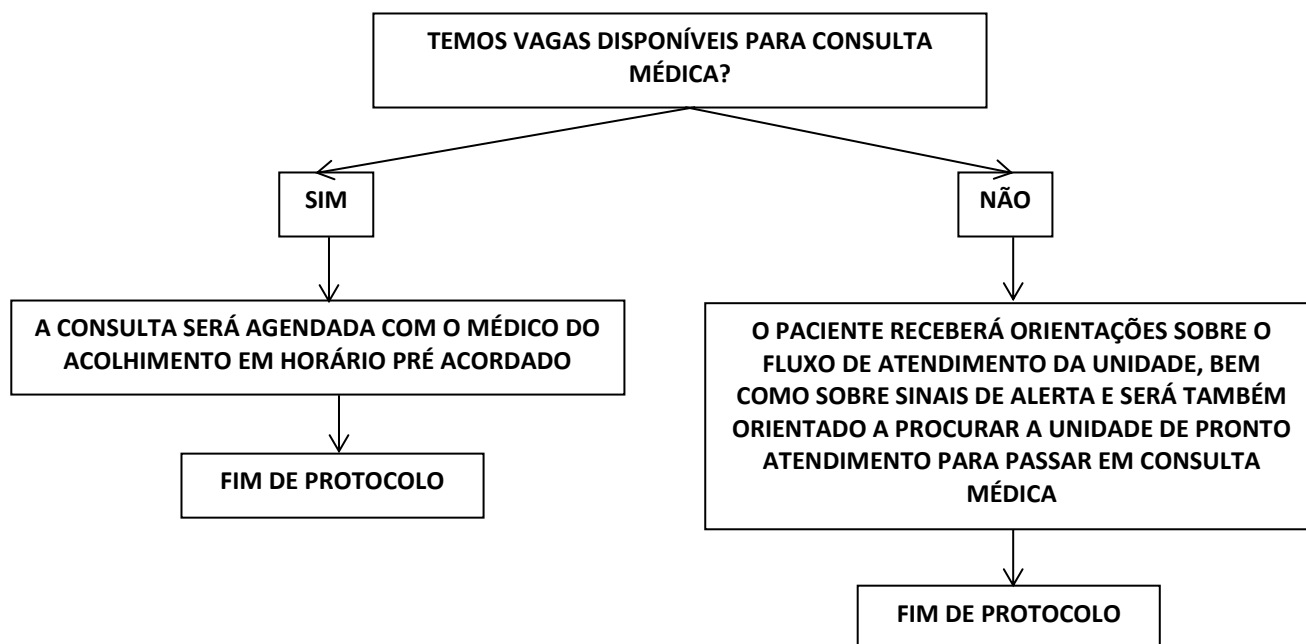 TEMOS VAGAS DISPONÍVEIS PARA CONSULTA
MÉDICA?
SIM
NÃO
A CONSULTA SERÁ AGENDADA COM O MÉDICO DO
ACOLHIMENTO EM HORÁRIO PRÉ ACORDADO
O PACIENTE RECEBERÁ ORIENTAÇÕES SOBRE O
FLUXO DE ATENDIMENTO DA UNIDADE, BEM
COMO SOBRE SINAIS DE ALERTA E SERÁ TAMBÉM
ORIENTADO A PROCURAR A UNIDADE DE PRONTO
ATENDIMENTO PARA PASSAR EM CONSULTA
MÉDICA
FIM DE PROTOCOLO
FIM DE PROTOCOLO